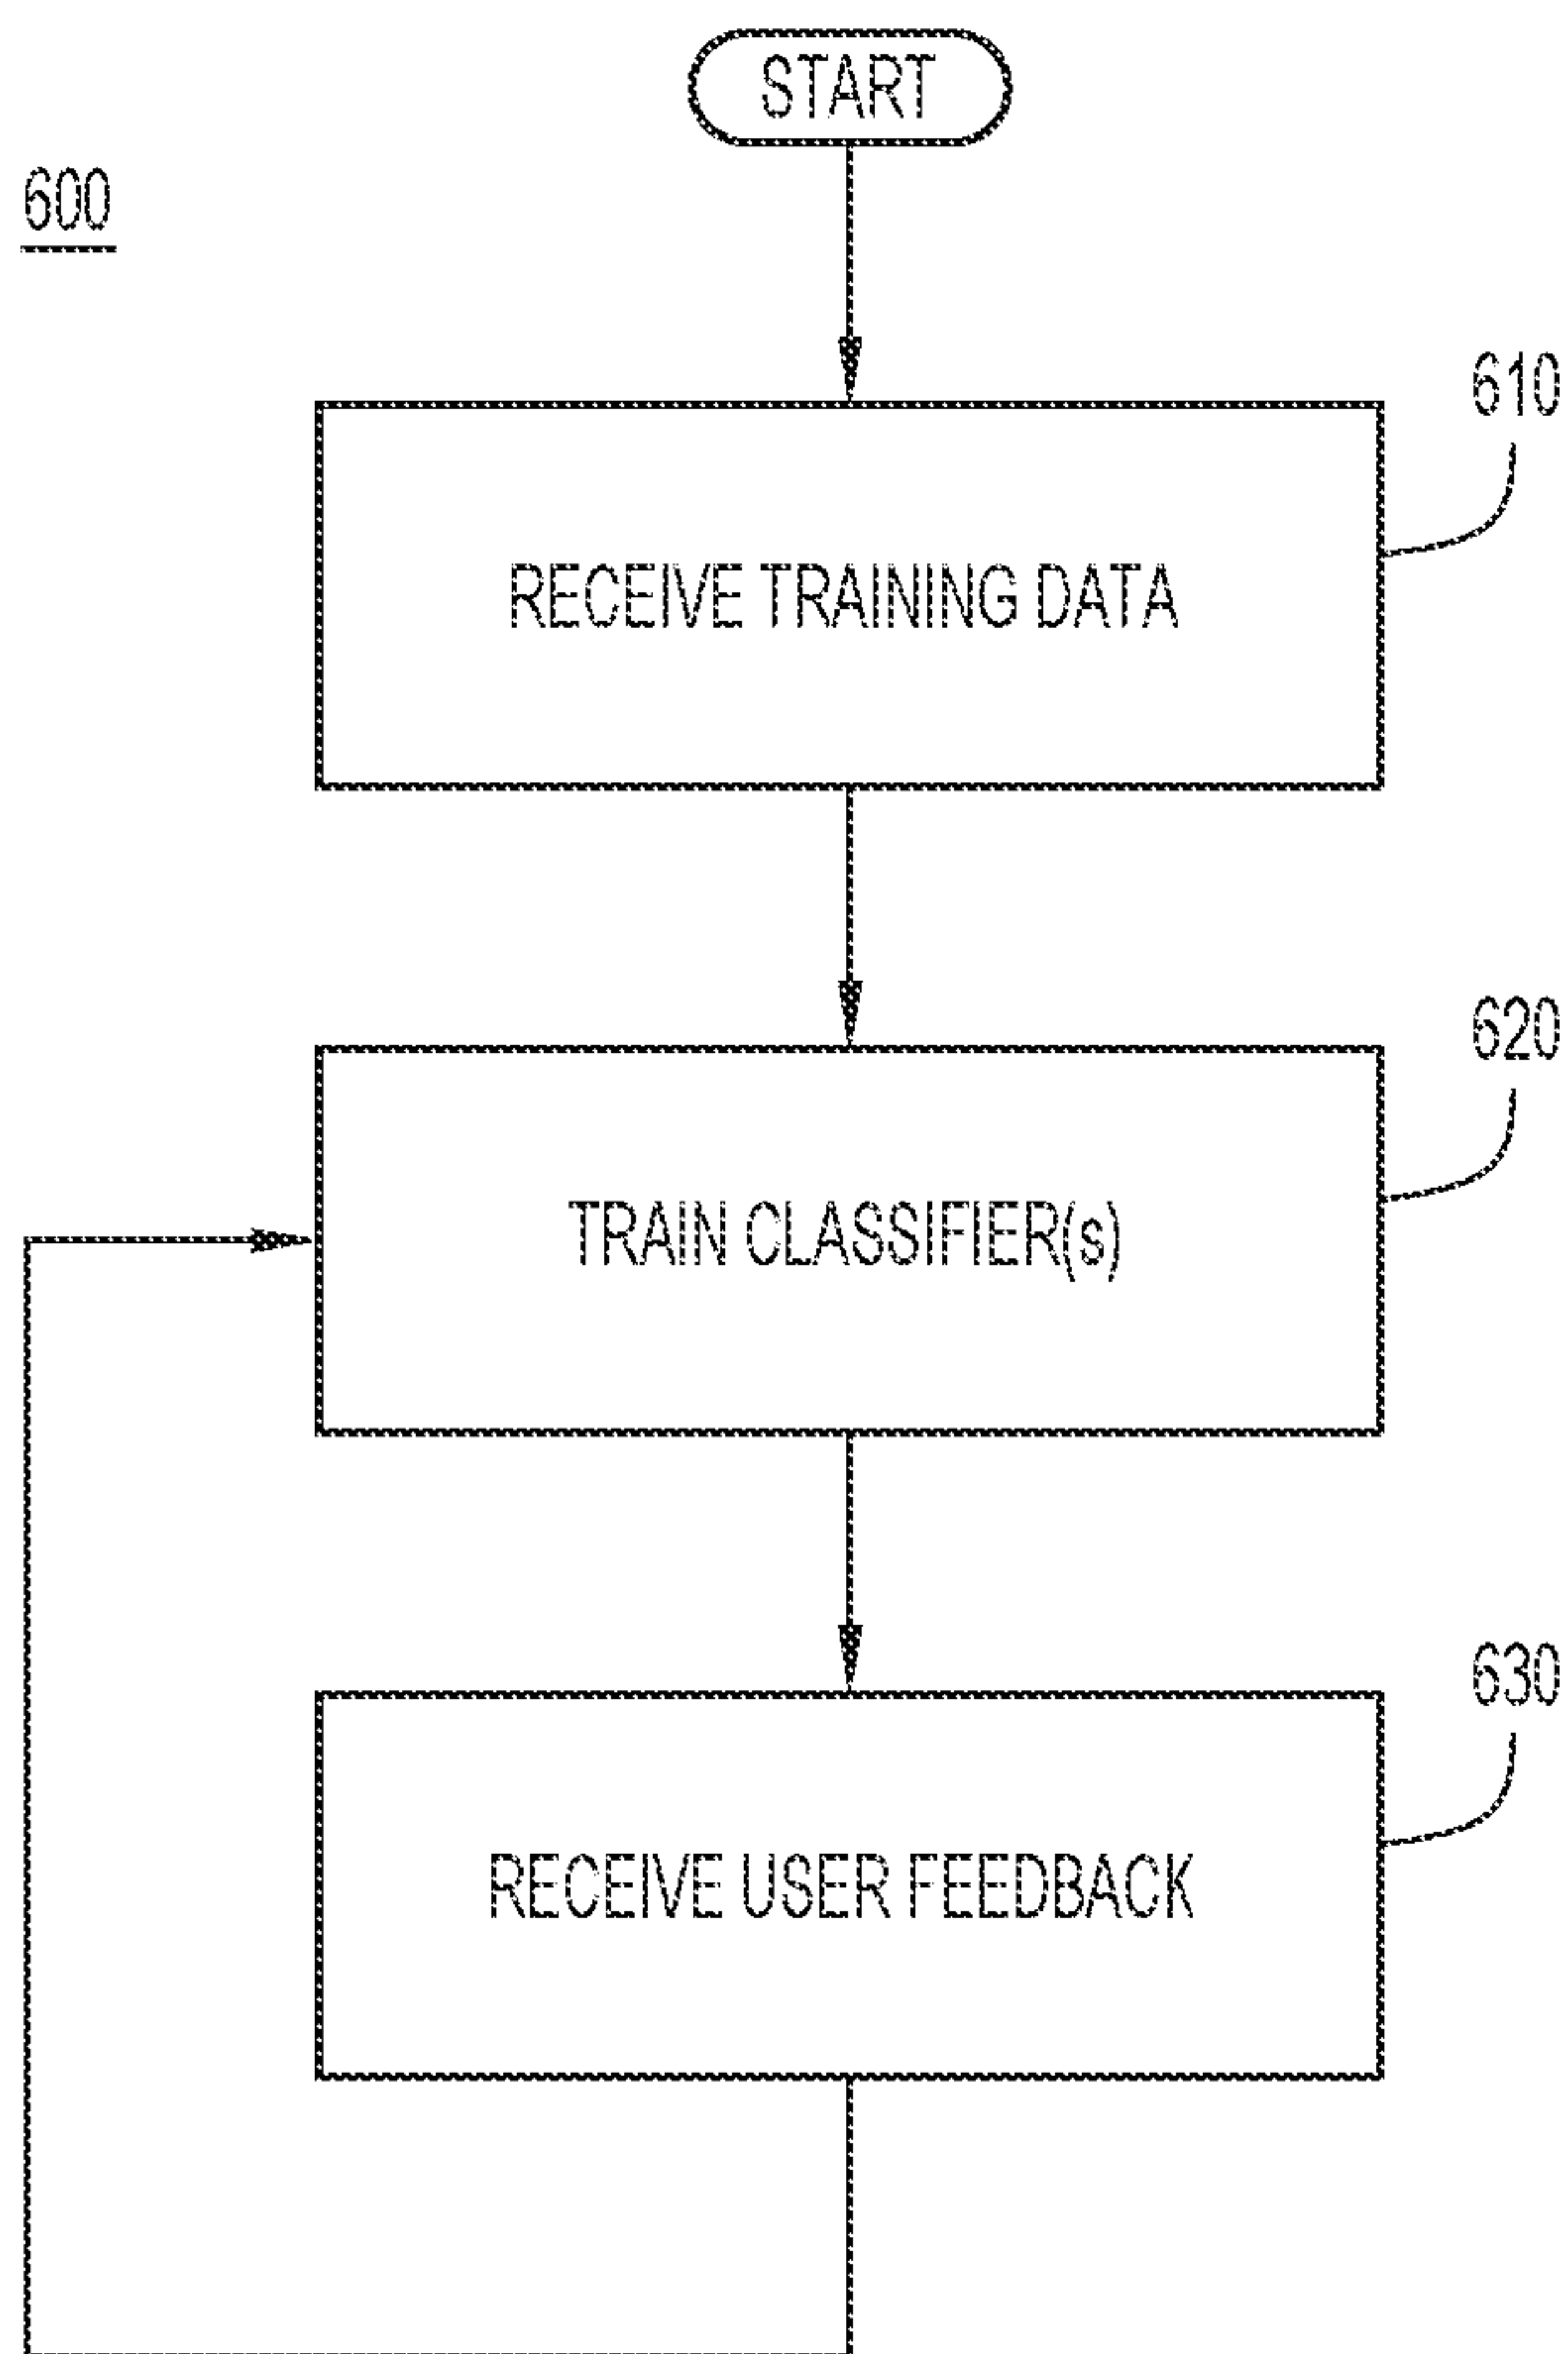 START
600
610
RECEIVE TRAINING DATA
620
TRAIN CLASSIFIER(s)
630
RECEIVE USER FEEDBACK